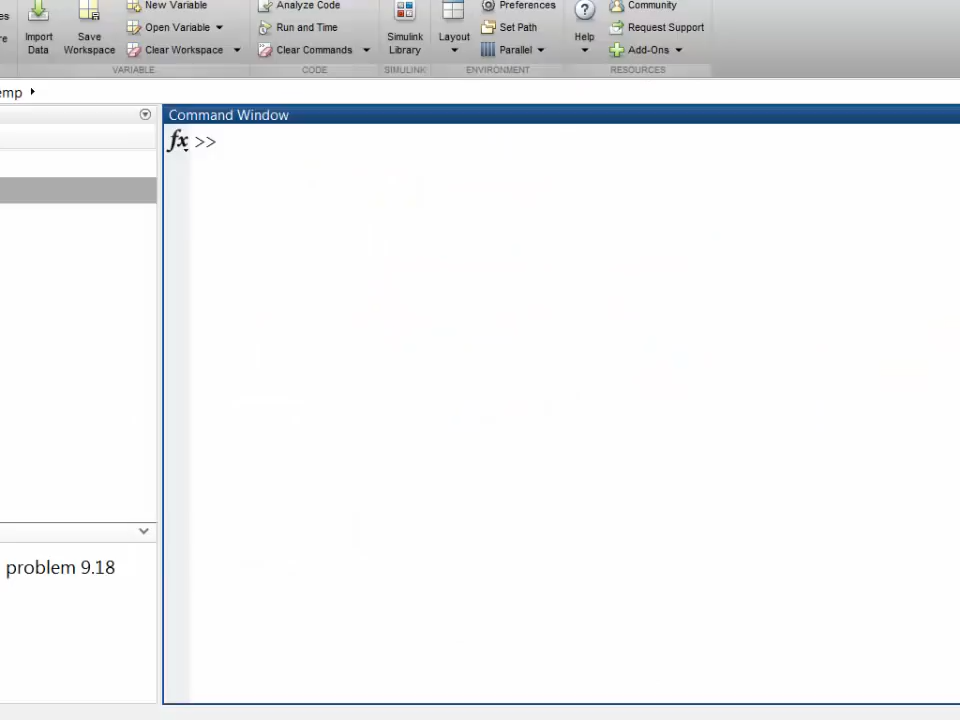 New Variable
Analyze Code
Preferences
Community
Open Variable
Run and Time
Set Path
Request Support
Import Data
Save Workspace
Clear Workspace
Clear Commands
Simulink Library
Layout
Parallel
Help
Add-Ons
VARIABLE
CODE
SIMULINK
ENVIRONMENT
RESOURCES
emp
Command Window
fx >>
problem 9.18